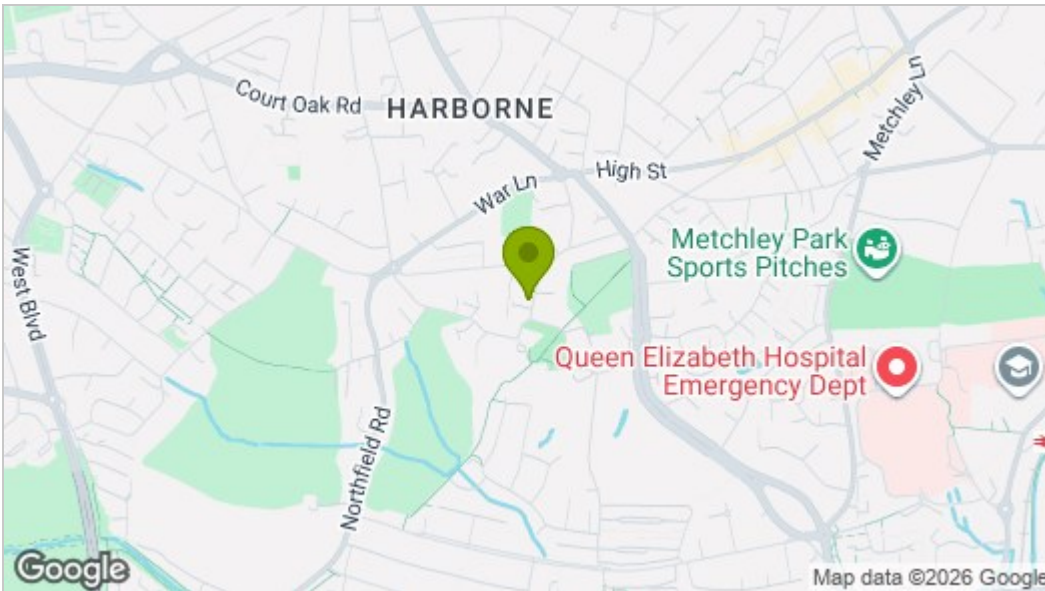 Court Oak Rd
HARBORNE
Metchley Ln
High St
War Ln
Metchley Park
Sports Pitches
West Blvd
Queen Elizabeth Hospital
Emergency Dept
Northfield Rd
Google
Map data ©2026 Google